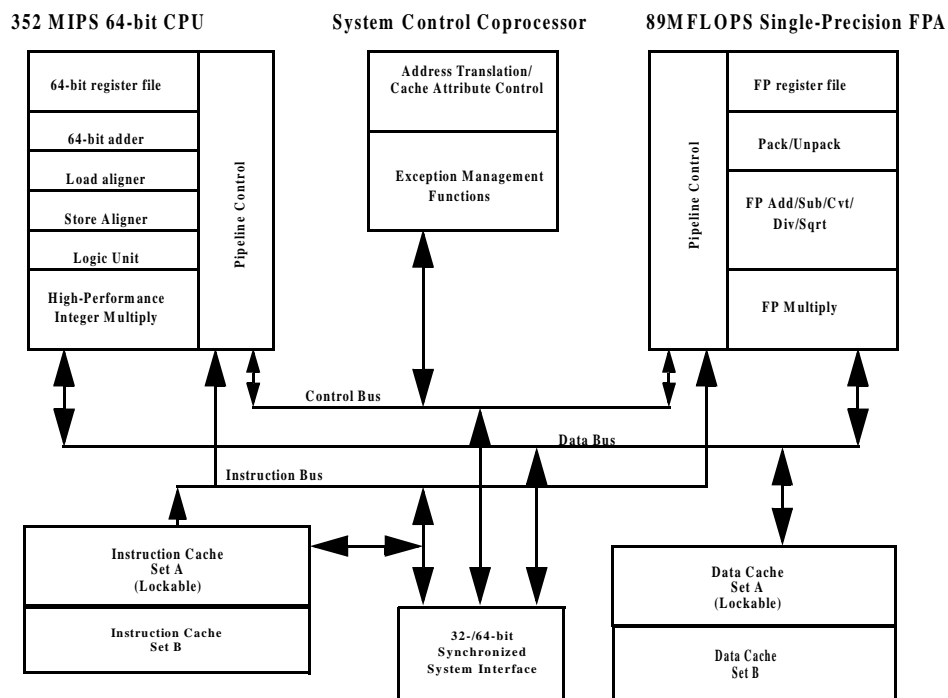 352 MIPS 64-bit CPU
System Control Coprocessor
89MFLOPS Single-Precision FPA
64-bit register file
64-bit adder
Load aligner
Store Aligner
Logic Unit
High-Performance
Integer Multiply
Pipeline Control
Address Translation/
Cache Attribute Control
Exception Management
Functions
Pipeline Control
FP register file
Pack/Unpack
FP Add/Sub/Cvt/
Div/Sqrt
FP Multiply
Control Bus
Data Bus
Instruction Bus
Instruction Cache
Set A
(Lockable)
Instruction Cache
Set B
32-/64-bit
Synchronized
System Interface
Data Cache
Set A
(Lockable)
Data Cache
Set B